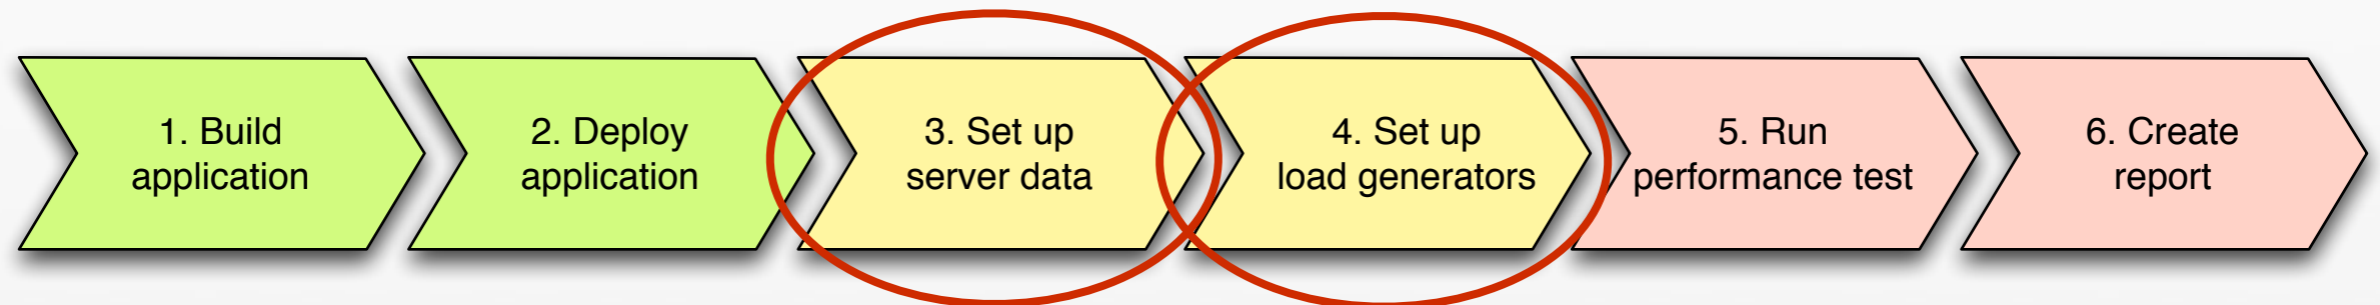 1. Build
application
2. Deploy
application
3. Set up
server data
4. Set up
load generators
5. Run
performance test
6. Create
report